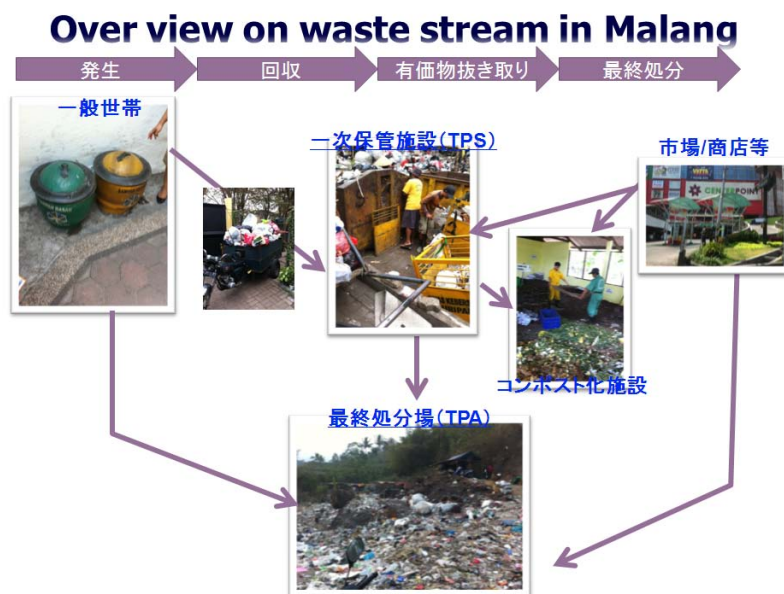 Over view on waste stream in Malang
発生
回収
有価物抜き取り
最終処分
一般世帯
一次保管施設(TPS)
市場/商店等
CENTERPOINT
コンポスト化施設
最終処分場(TPA)